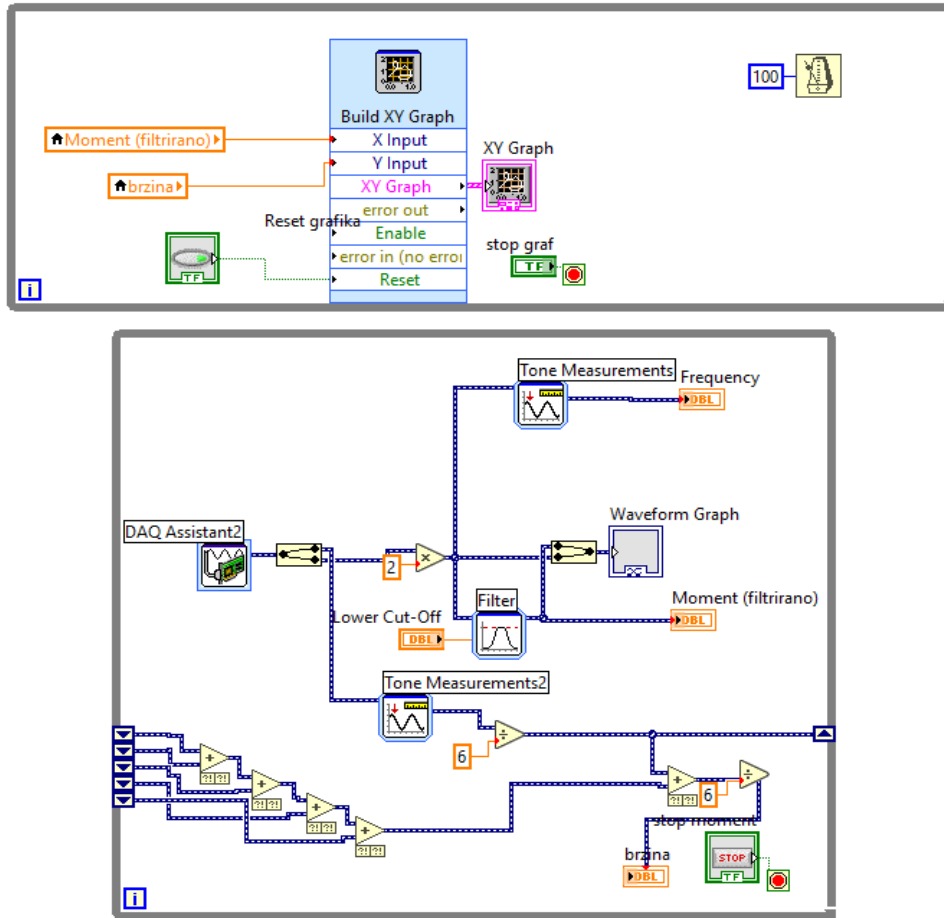 Build XY Graph
100
Moment (filtrirano)
X Input
Y Input
XY Graph
brzina
XY Graph
error out
Reset grafika
Enable
stop graf
error in (no erro
TF
TF
Reset
i
Tone Measurements
Frequency
DBL
Waveform Graph
DAQ Assistant2
2
Filter
Moment (filtrirano)
Lower Cut-Off
DBL
DBL
Tone Measurements2
6
?!?!
?!?!
?!?!
?!?!
?!?!
6
stop moment
brzina
STOP
DBL
TF
i